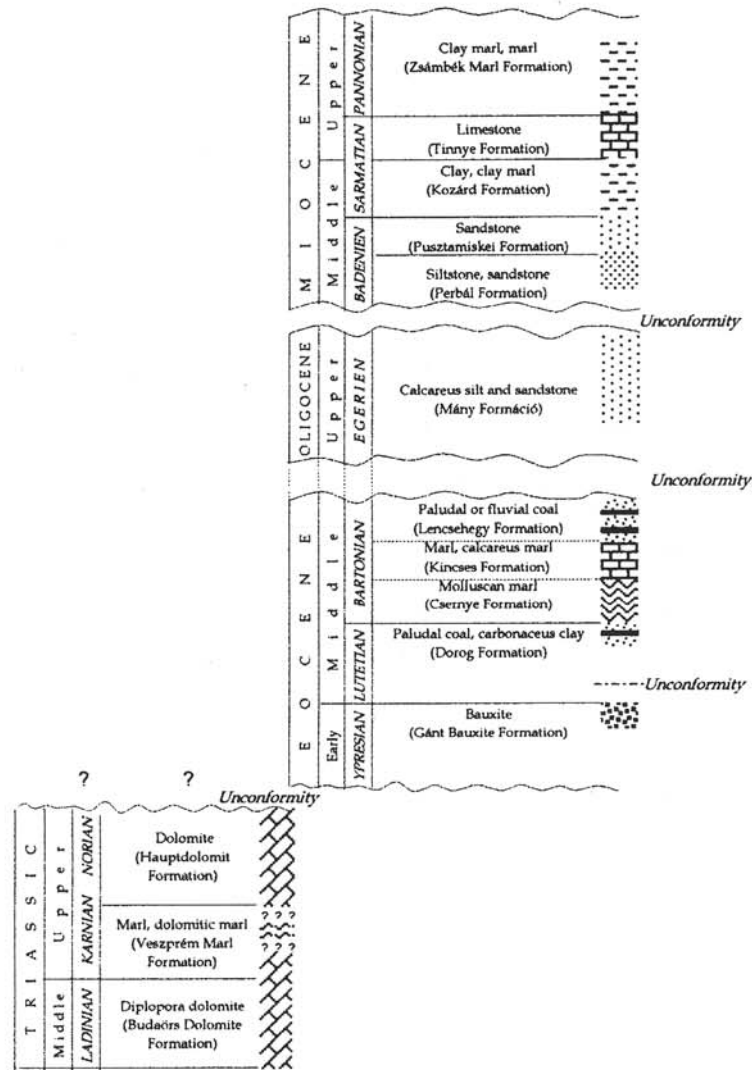 MIOCENE
Upper
Middle
PANNONIAN
SARMATIAN
BADENIEN
Clay marl, marl
(Zsámbék Marl Formation)
Limestone
(Tinnye Formation)
Clay, clay marl
(Kozárd Formation)
Sandstone
(Pusztamiskei Formation)
Siltstone, sandstone
(Perbál Formation)
Unconformity
OLIGOCENE
Upper
EGERIEN
Calcareus silt and sandstone
(Mány Formáció)
Unconformity
EOCENE
Middle
Early
BARTONIAN
LUTETIAN
YPRESIAN
Paludal or fluvial coal
(Lencsehegy Formation)
Marl, calcareus marl
(Kincses Formation)
Molluscan marl
(Csernye Formation)
Paludal coal, carbonaceus clay
(Dorog Formation)
Unconformity
Bauxite
(Gánt Bauxite Formation)
? ?
Unconformity
TRIASSSIC
Upper
Middle
NORIAN
KARNIAN
LADINIAN
Dolomite
(Hauptdolomit
Formation)
Marl, dolomitic marl
(Veszprém Marl
Formation)
? ? ?
? ? ?
Diplopora dolomite
(Budaörs Dolomite
Formation)